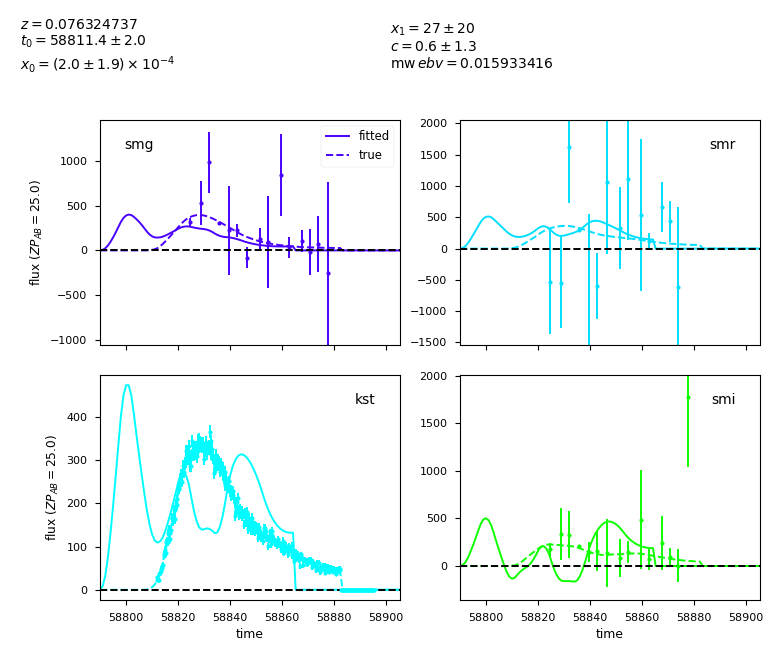 z = 0.076324737
t₀ = 58811.4 ± 2.0
x₀ = (2.0 ± 1.9) × 10⁻⁴
x₁ = 27 ± 20
c = 0.6 ± 1.3
mw ebv = 0.015933416
smg
fitted
true
1000
500
0
−500
−1000
flux (ZP_AB = 25.0)
smr
2000
1500
1000
500
0
−500
−1000
−1500
kst
400
300
200
100
0
flux (ZP_AB = 25.0)
58800 58820 58840 58860 58880 58900
time
smi
2000
1500
1000
500
0
58800 58820 58840 58860 58880 58900
time